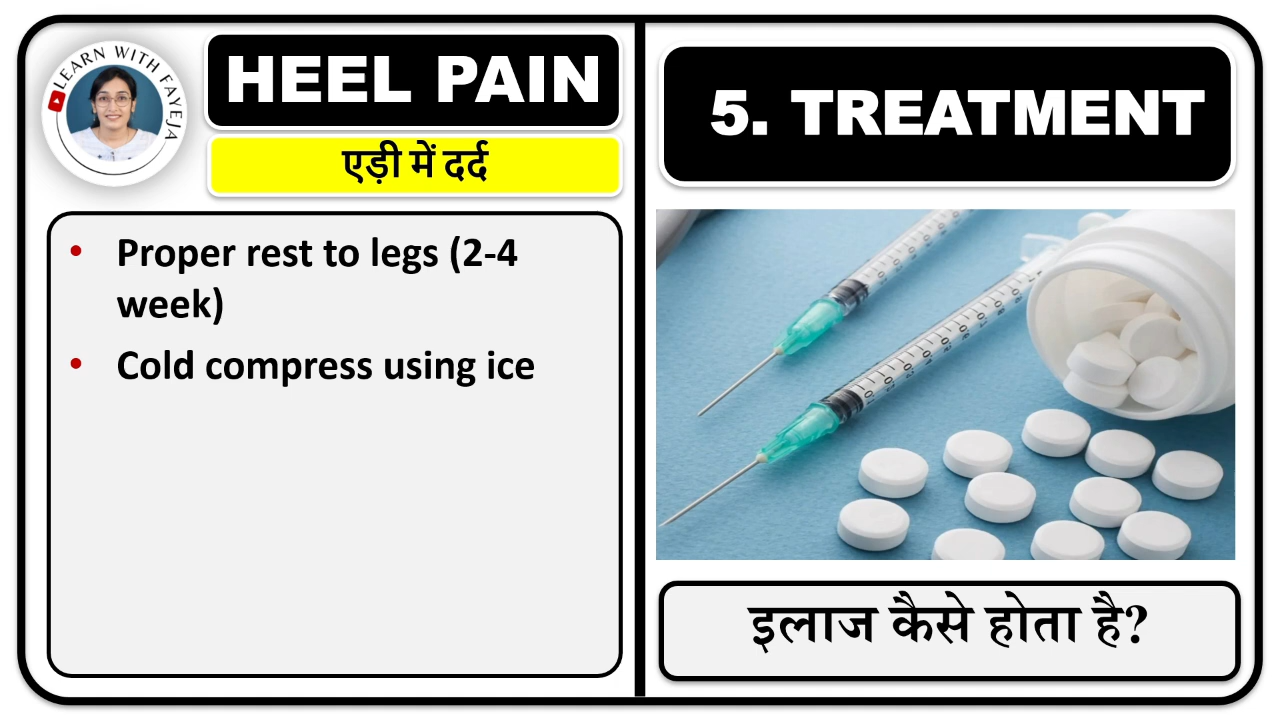 LEARN WITH FAYEJA
HEEL PAIN
एड़ी में दर्द
• Proper rest to legs (2-4
week)
• Cold compress using ice
5. TREATMENT
इलाज कैसे होता है?